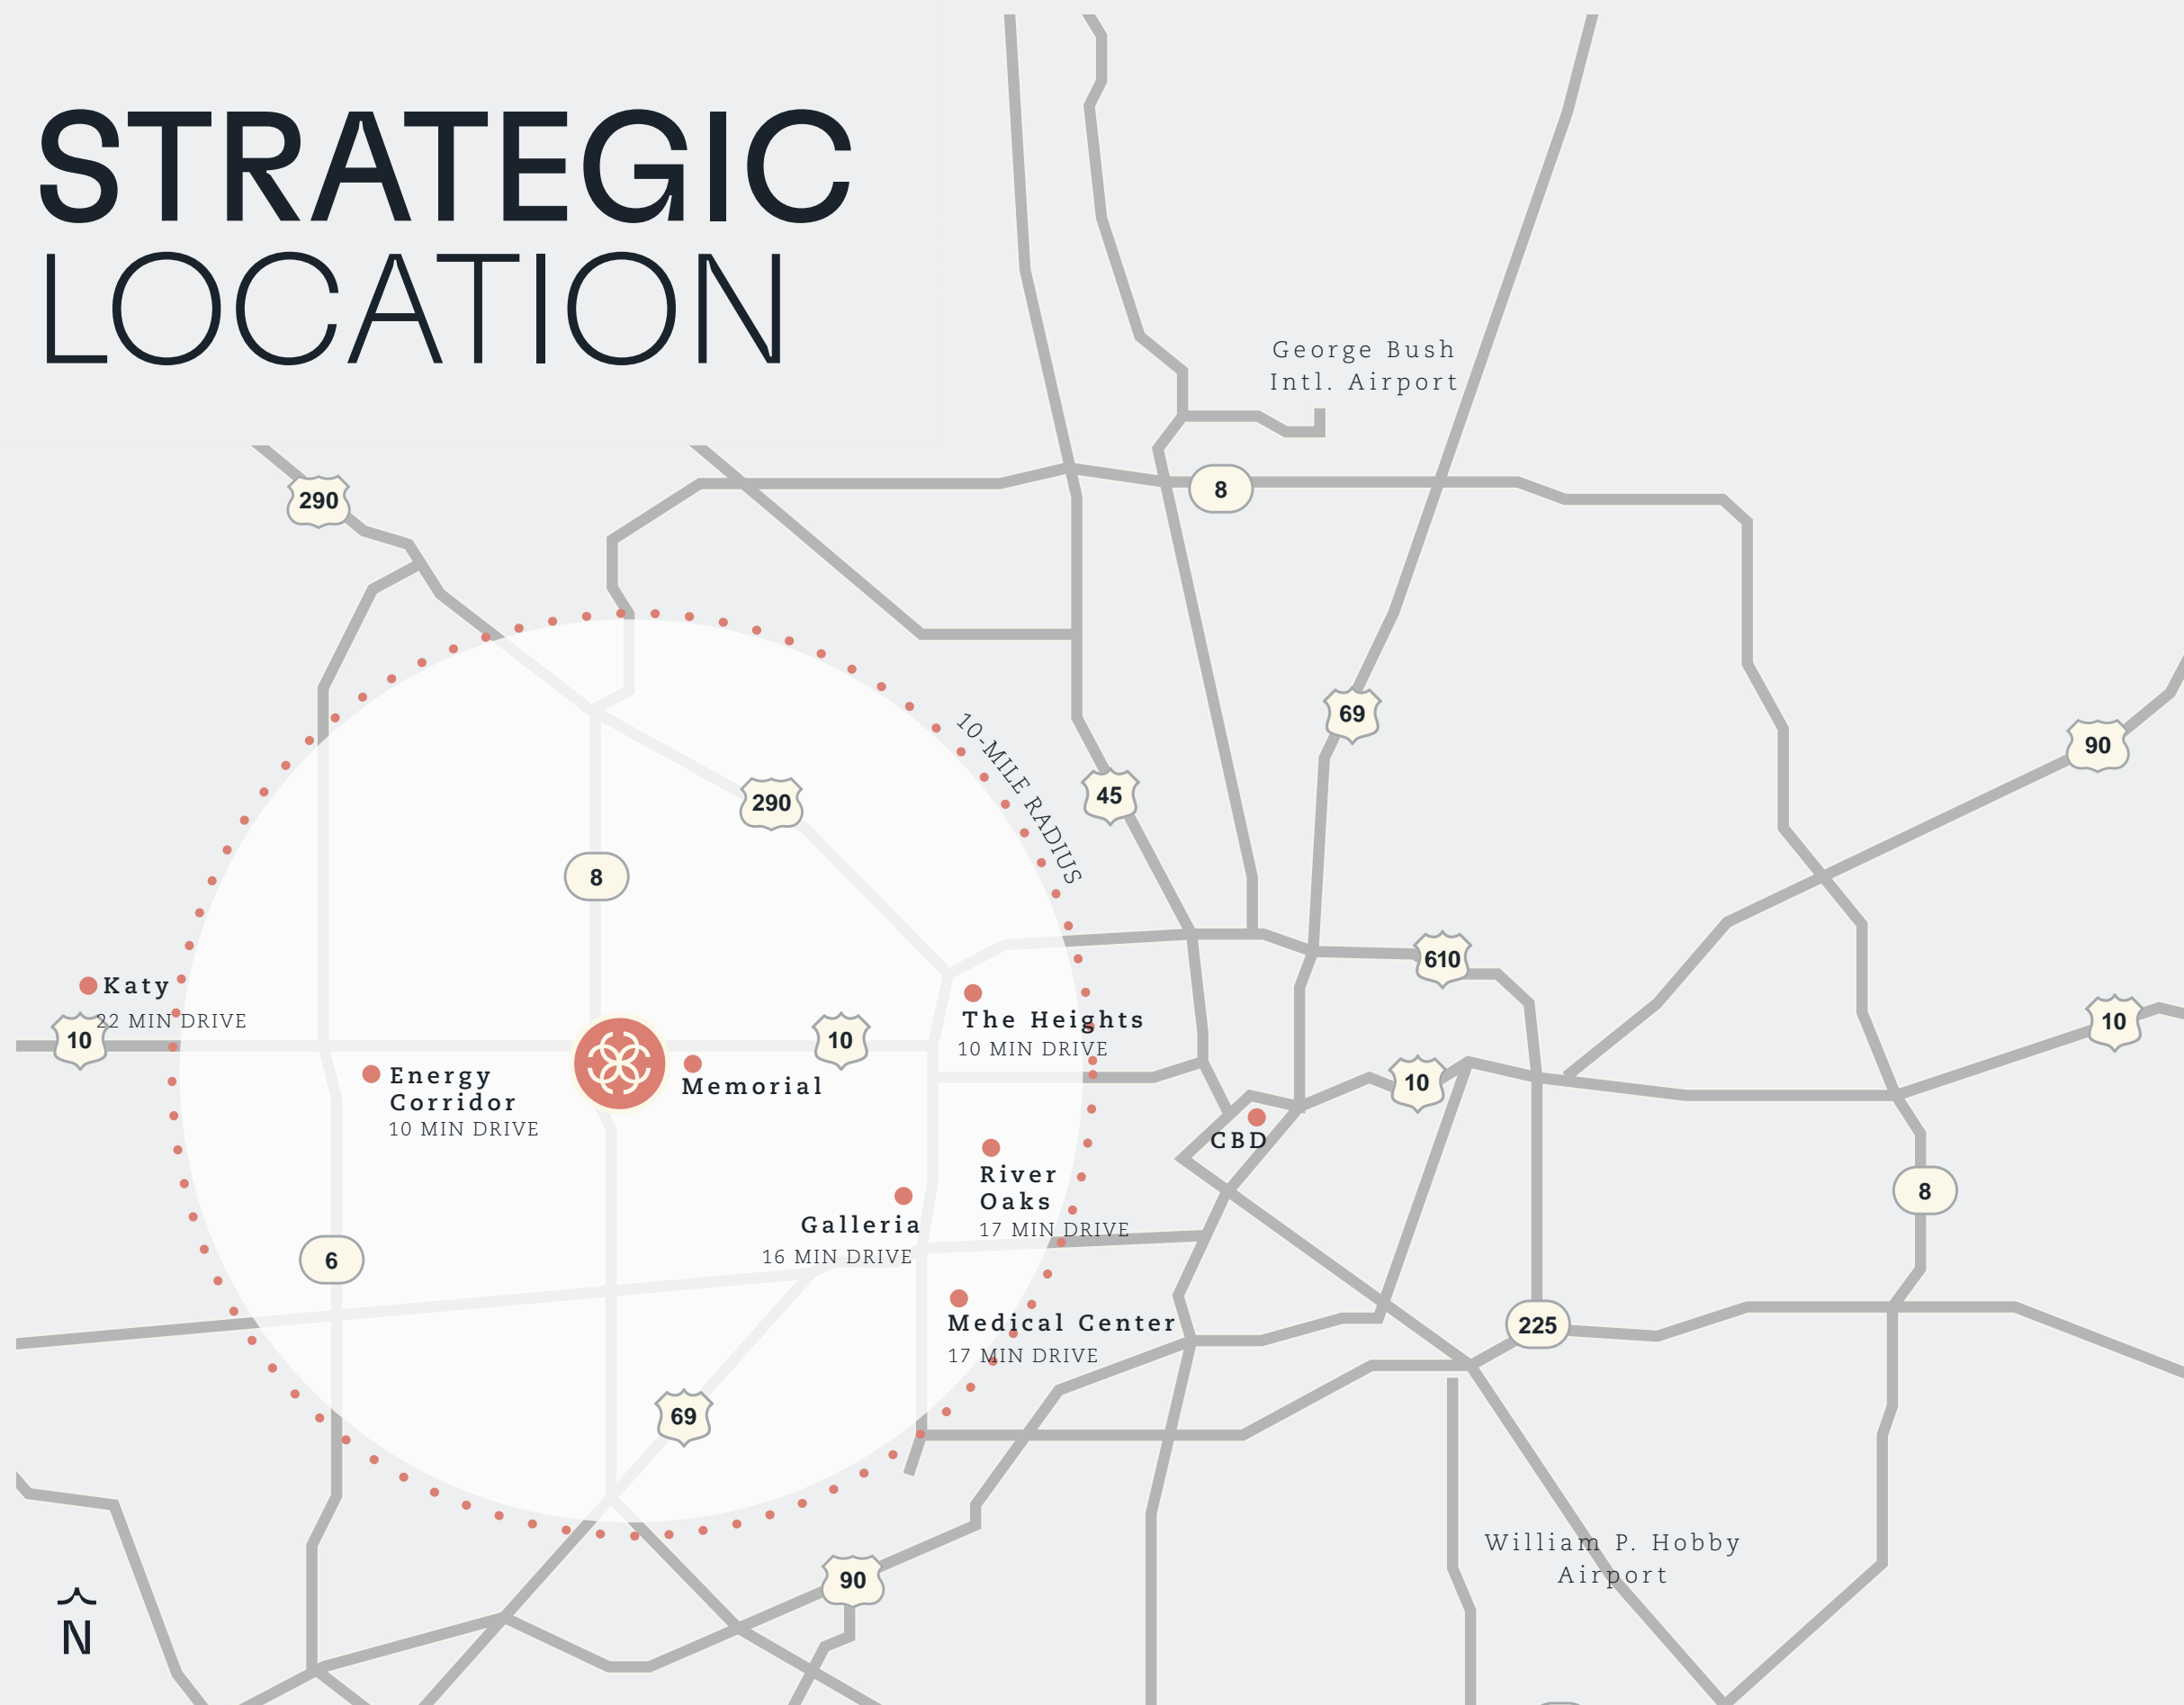 STRATEGIC
LOCATION
George Bush
Intl. Airport
290
8
69
90
290
45
10-MILE RADIUS
8
610
Katy
22 MIN DRIVE
10
10
The Heights
10 MIN DRIVE
10
10
Energy
Corridor
10 MIN DRIVE
Memorial
CBD
River
Oaks
17 MIN DRIVE
8
Galleria
16 MIN DRIVE
6
Medical Center
17 MIN DRIVE
225
69
William P. Hobby
Airport
90
N